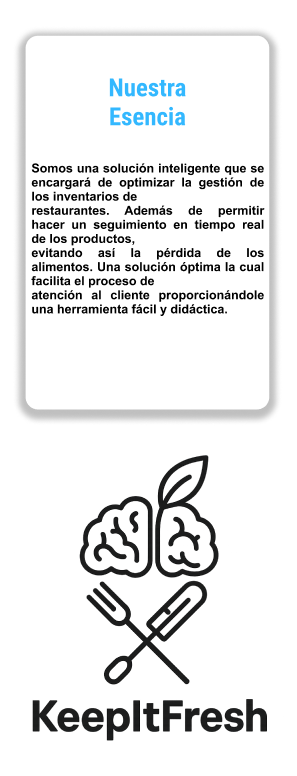 Nuestra
Esencia
Somos una solución inteligente que se
encargará de optimizar la gestión de
los inventarios de
restaurantes. Además de permitir
hacer un seguimiento en tiempo real
de los productos,
evitando así la pérdida de los
alimentos. Una solución óptima la cual
facilita el proceso de
atención al cliente proporcionándole
una herramienta fácil y didáctica.
KeepItFresh